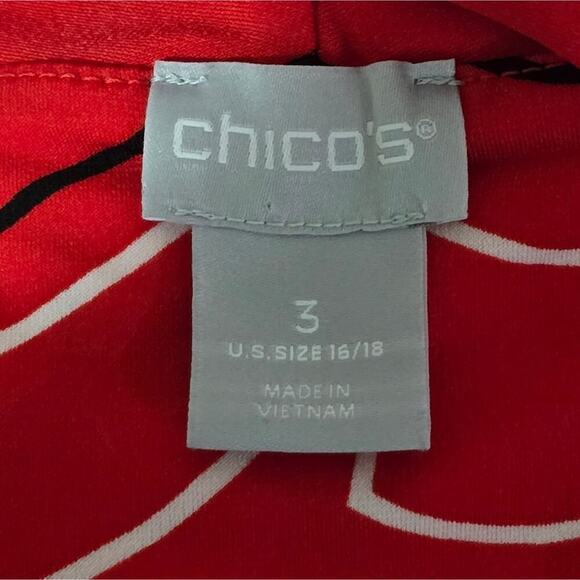 chico's®
3
U.S. SIZE 16/18
MADE IN
VIETNAM